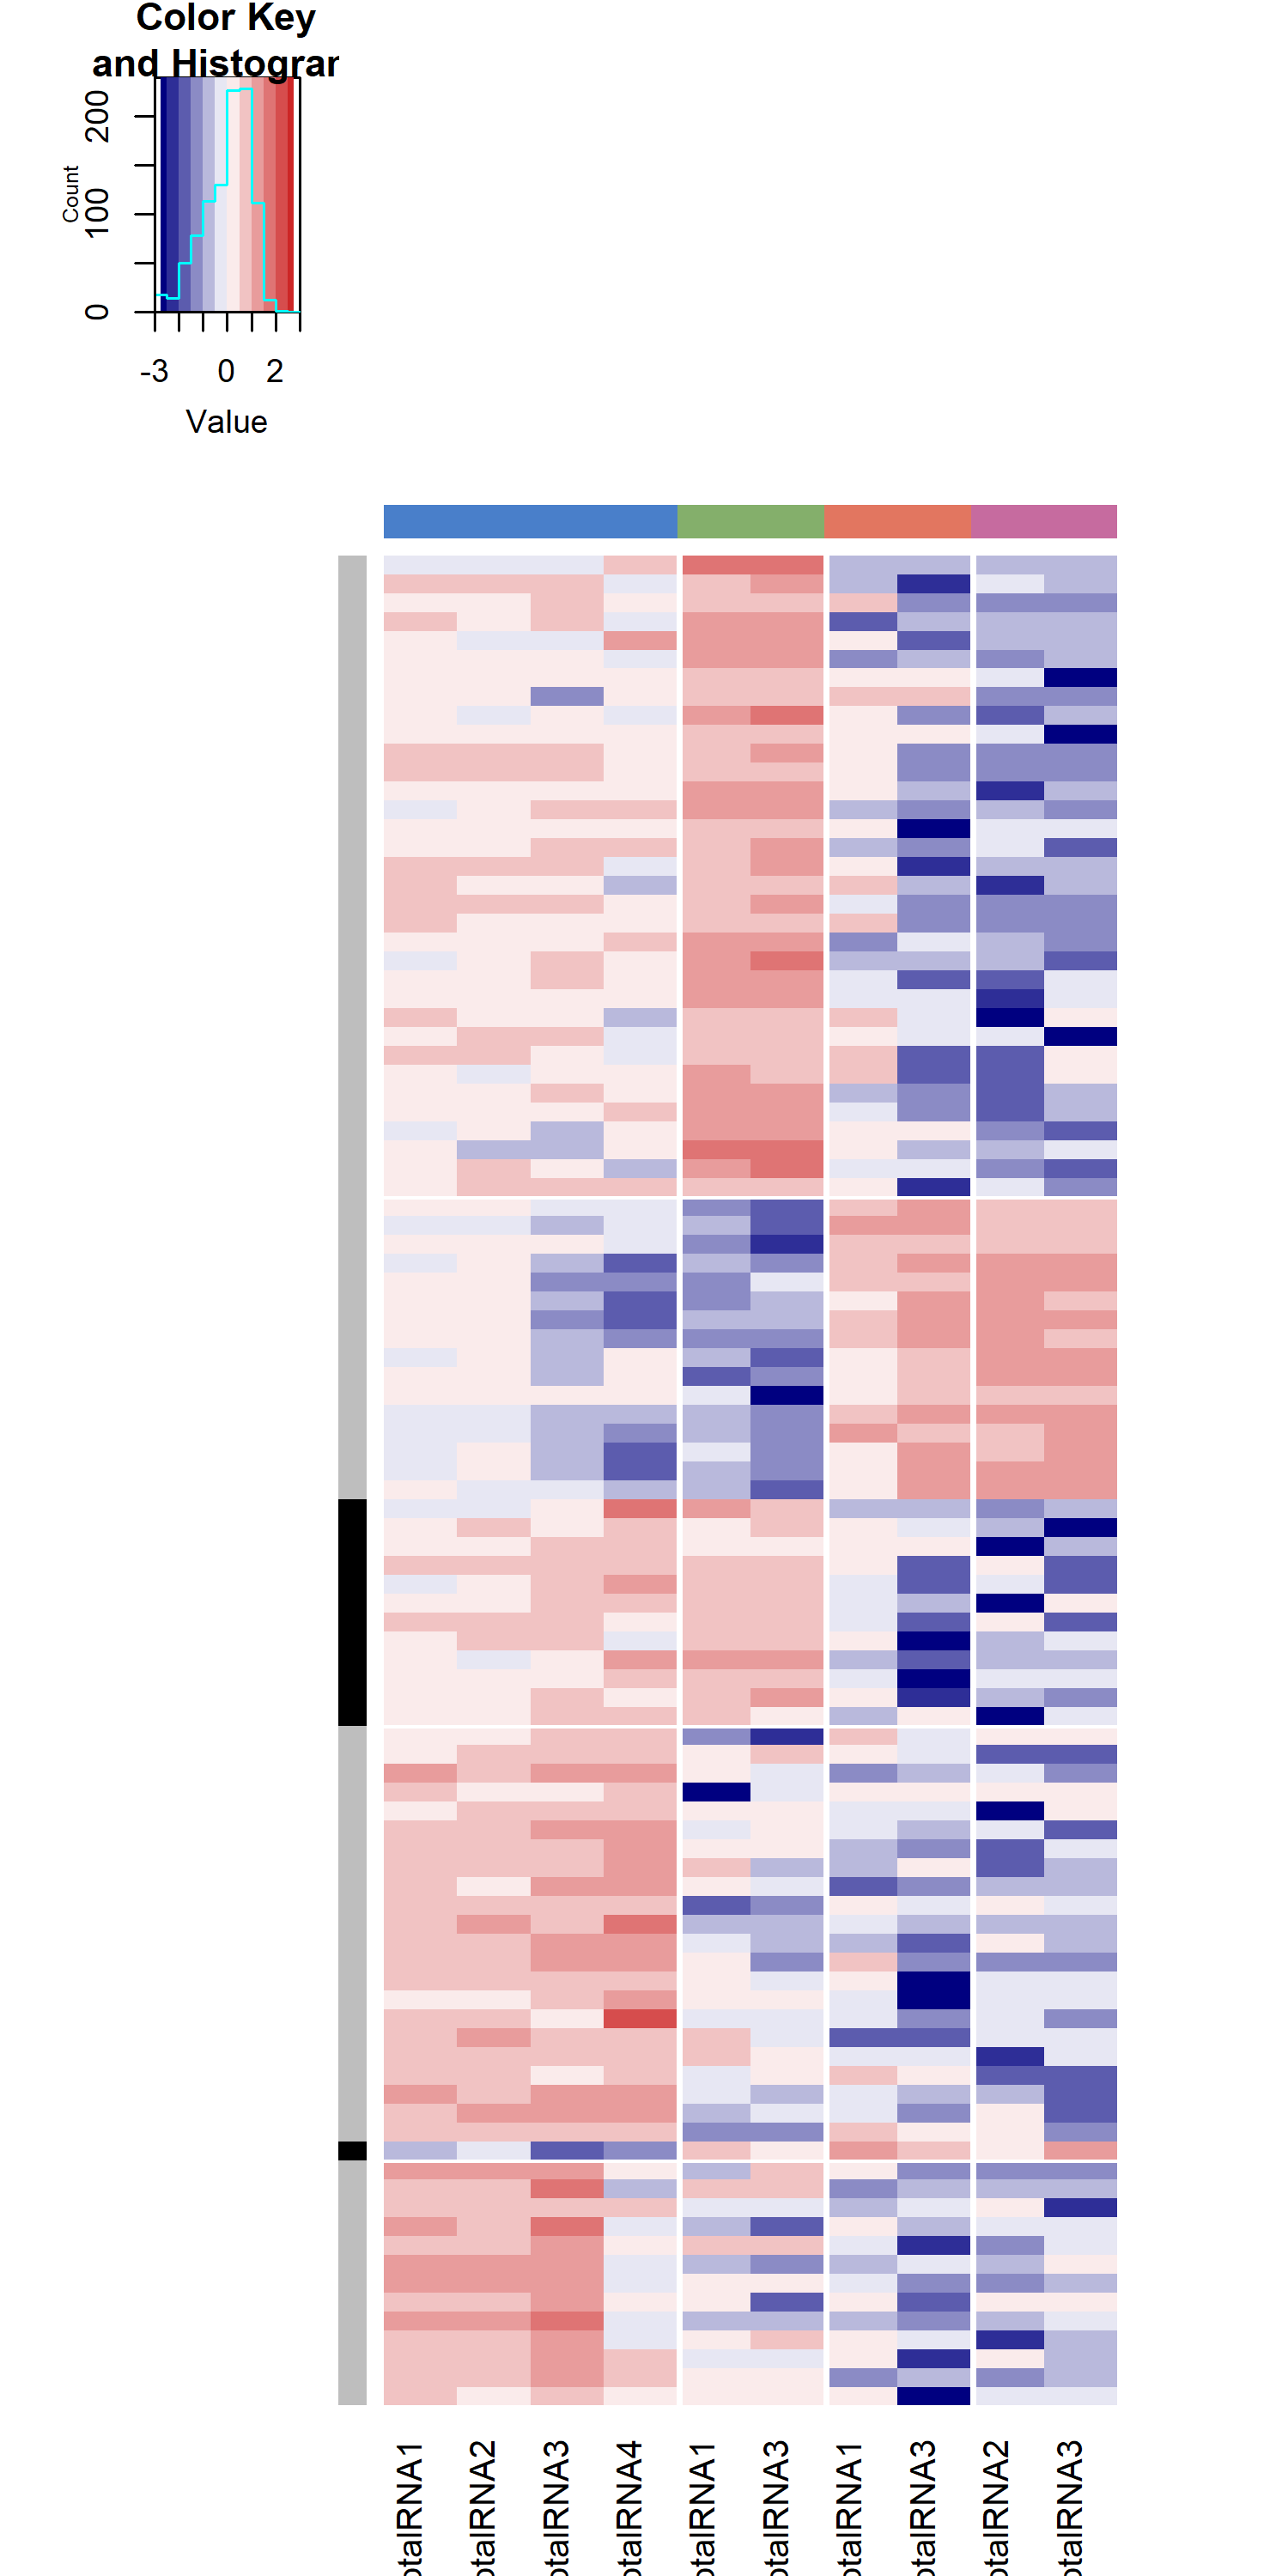 Color Key
and Histogram
Count
0
100
200
-3
0
2
Value
otalRNA1
otalRNA2
otalRNA3
otalRNA4
otalRNA1
otalRNA3
otalRNA1
otalRNA3
otalRNA2
otalRNA3